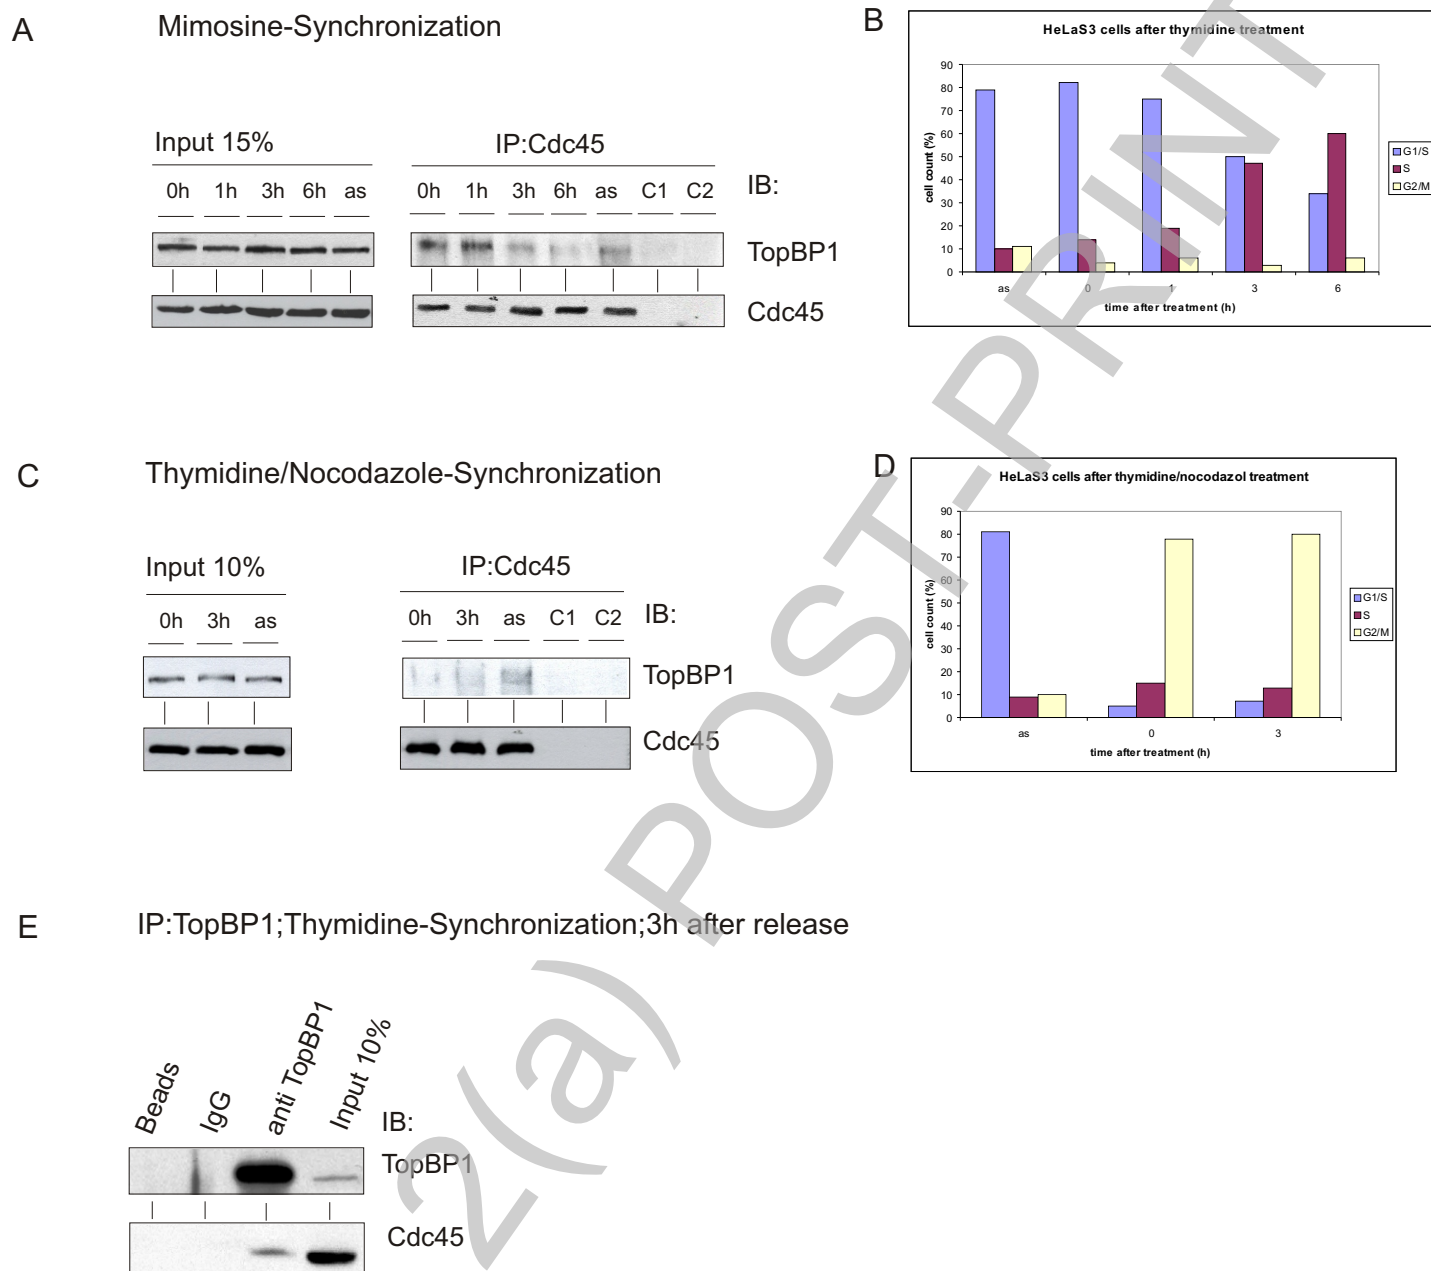 A
Mimosine-Synchronization
Input 15%
IP:Cdc45
0h 1h 3h 6h as
0h 1h 3h 6h as C1 C2
IB:
TopBP1
Cdc45
B
HeLaS3 cells after thymidine treatment
cell count (%)
90
80
70
60
50
40
30
20
10
0
as 0 1 3 6
time after treatment (h)
G1/S
S
G2/M
C
Thymidine/Nocodazole-Synchronization
Input 10%
IP:Cdc45
0h 3h as
0h 3h as C1 C2
IB:
TopBP1
Cdc45
D
HeLaS3 cells after thymidine/nocodazol treatment
cell count (%)
90
80
70
60
50
40
30
20
10
0
as 0 3
time after treatment (h)
G1/S
S
G2/M
E
IP:TopBP1;Thymidine-Synchronization;3h after release
Beads
IgG
anti TopBP1
Input 10%
IB:
TopBP1
Cdc45
2(a) POST-PRINT